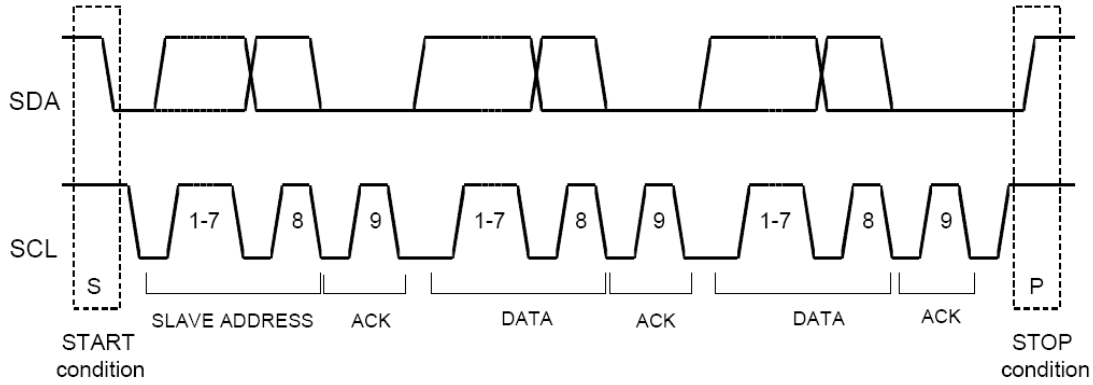 SDA
1-7 8 9 1-7 8 9 1-7 8 9
SCL
S P
SLAVE ADDRESS ACK DATA ACK DATA ACK
START
condition
STOP
condition